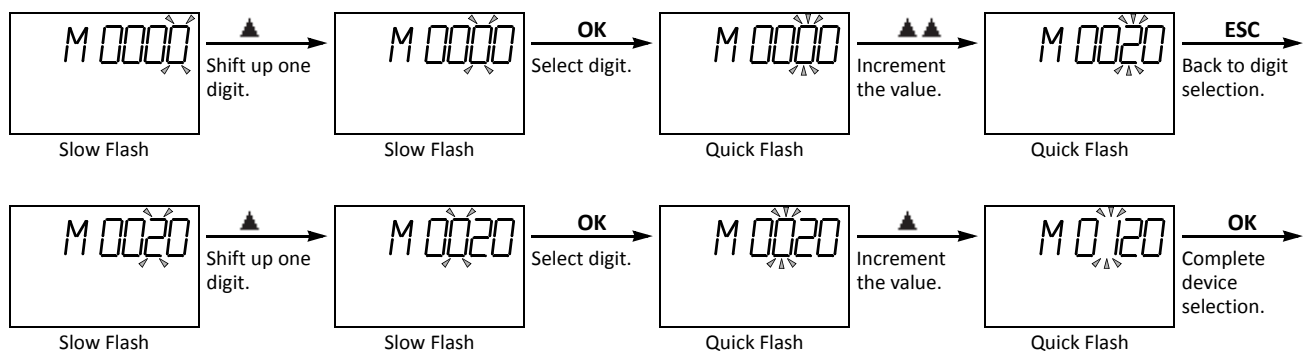 M 0000
Shift up one
digit.
M 0000
OK
Select digit.
M 0000
Increment
the value.
M 0020
ESC
Back to digit
selection.
Slow Flash
Slow Flash
Quick Flash
Quick Flash
M 0020
Shift up one
digit.
M 0020
OK
Select digit.
M 0020
Increment
the value.
M 0120
OK
Complete
device
selection.
Slow Flash
Slow Flash
Quick Flash
Quick Flash